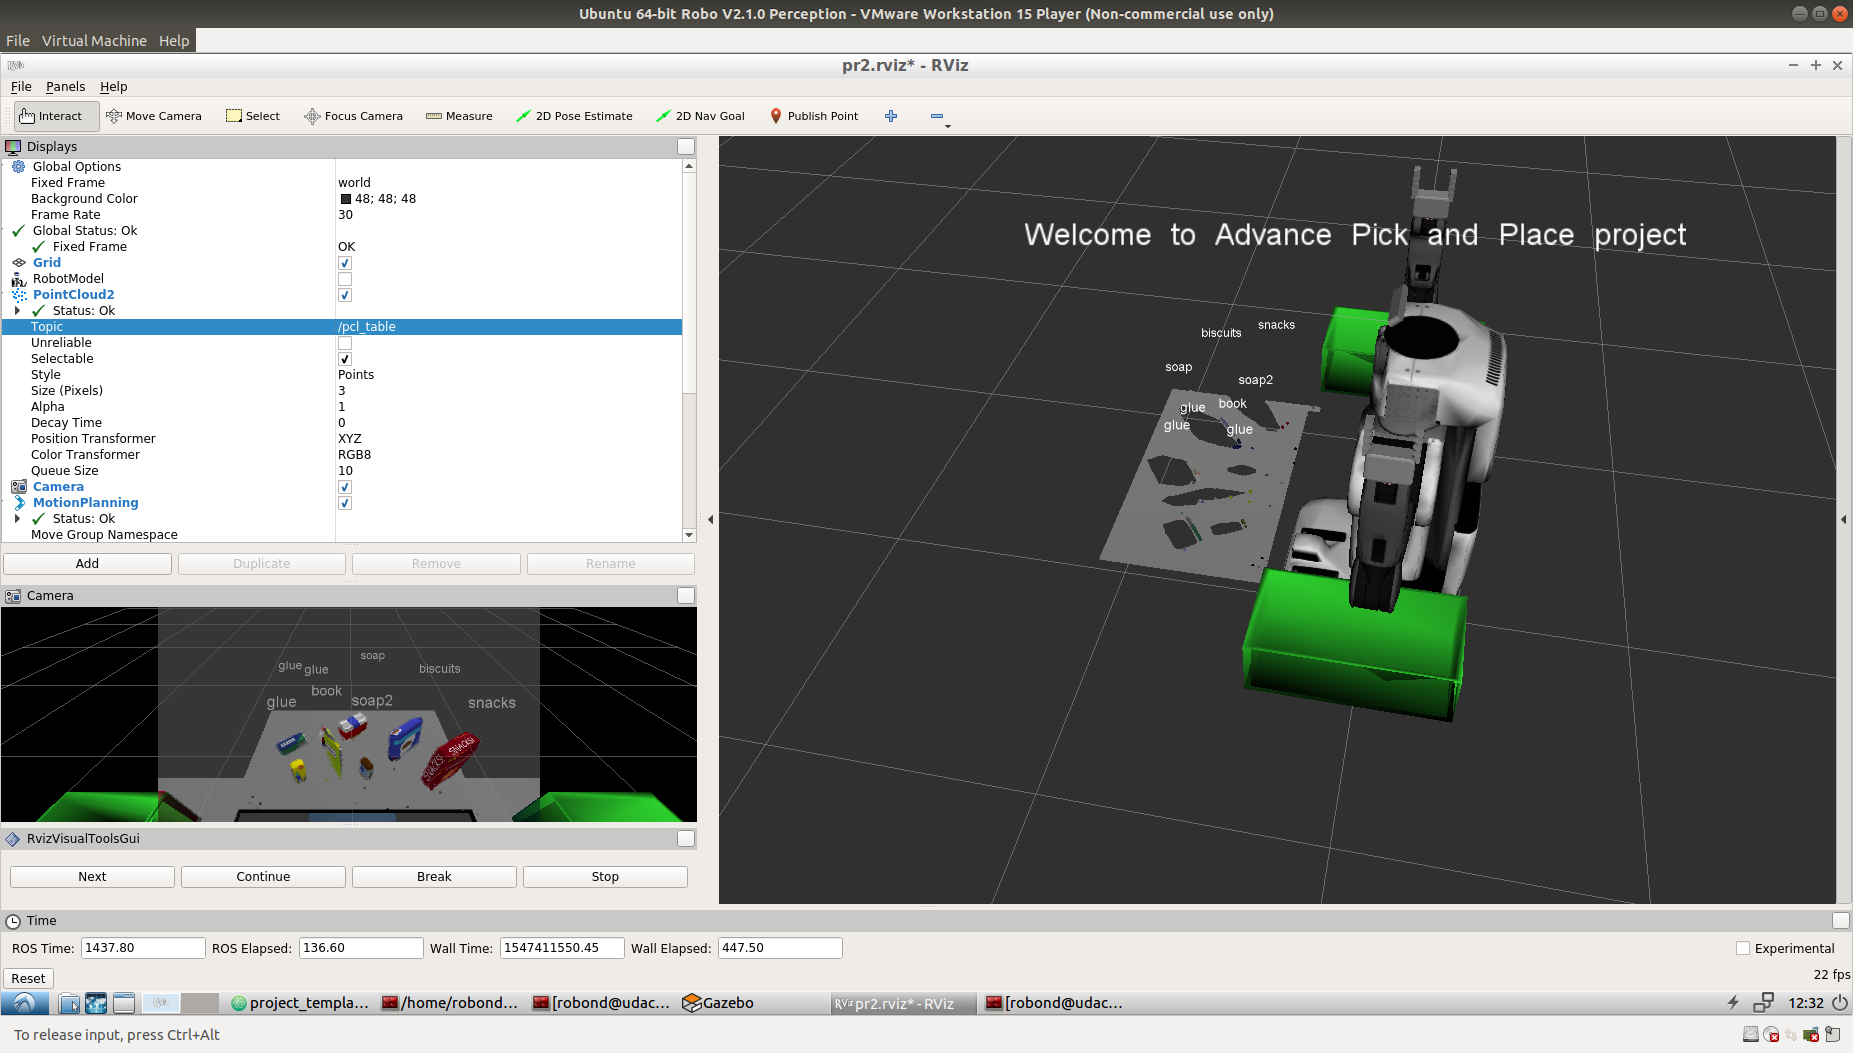 Ubuntu 64-bit Robo V2.1.0 Perception - VMware Workstation 15 Player (Non-commercial use only)
File Virtual Machine Help
pr2.rviz* - RViz
File Panels Help
Interact Move Camera Select Focus Camera Measure 2D Pose Estimate 2D Nav Goal Publish Point
Displays
Global Options
Fixed Frame world
Background Color 48; 48; 48
Frame Rate 30
Global Status: Ok
Fixed Frame OK
Grid
RobotModel
PointCloud2
Status: Ok
Topic /pcl_table
Unreliable
Selectable
Style Points
Size (Pixels) 3
Alpha 1
Decay Time 0
Position Transformer XYZ
Color Transformer RGB8
Queue Size 10
Camera
MotionPlanning
Status: Ok
Move Group Namespace
Add Duplicate Remove Rename
Camera
soap
glue glue biscuits
book
glue soap2 snacks
SNACKS!
SNACKS!
RvizVisualToolsGui
Next Continue Break Stop
Welcome to Advance Pick and Place project
biscuits snacks
soap
soap2
glue book
glue glue
Time
ROS Time: 1437.80 ROS Elapsed: 136.60 Wall Time: 1547411550.45 Wall Elapsed: 447.50 Experimental
Reset 22 fps
project_templa... /home/robond... [robond@udac... Gazebo RViz pr2.rviz* - RViz [robond@udac... 12:32
To release input, press Ctrl+Alt